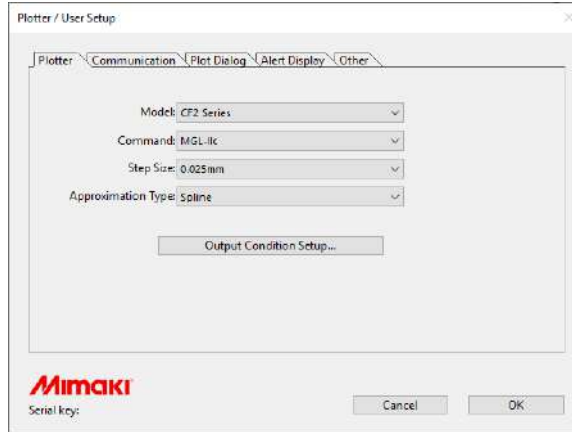 Plotter / User Setup
Plotter Communication Plot Dialog Alert Display Other
Model: CF2 Series
Command: MGL-IIc
Step Size: 0.025mm
Approximation Type: Spline
Output Condition Setup...
Mimaki
Serial key:
Cancel OK